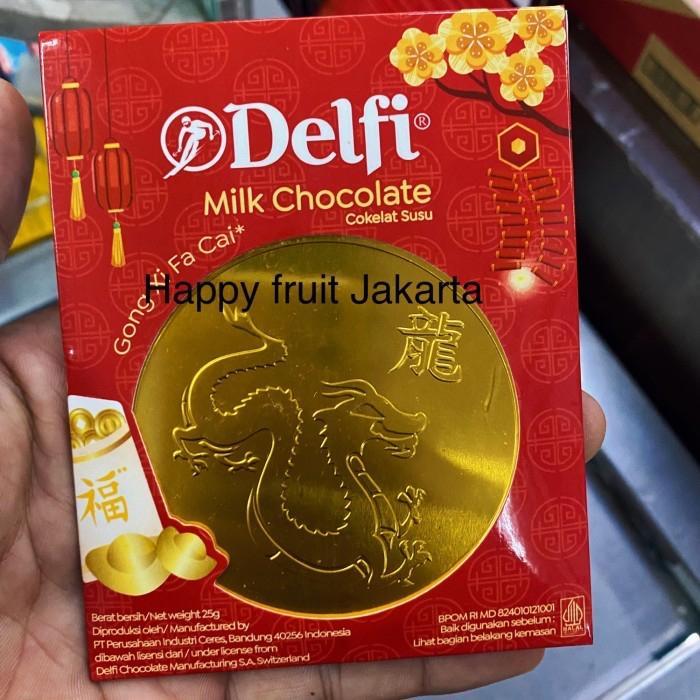 Delfi®
Milk Chocolate
Cokelat Susu
Gong Xi Fa Cai*
Happy fruit Jakarta
龍
福
Berat bersih/Net weight 25g
Diproduksi oleh/ Manufactured by
PT Perusahaan Industri Ceres, Bandung 40256 Indonesia
dibawah lisensi dari / under license from
Delfi Chocolate Manufacturing S.A. Switzerland
BPOM RI MD 824010121001
Baik digunakan sebelum :
Lihat bagian belakang kemasan
HALAL